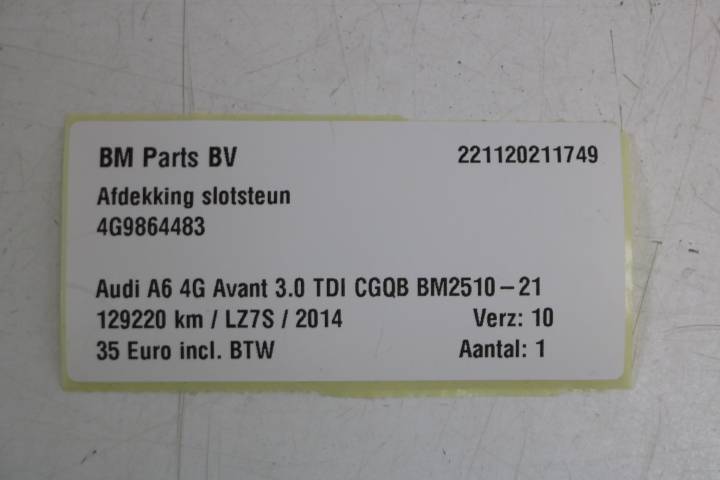 BM Parts BV 221120211749
Afdekking slotsteun
4G9864483
Audi A6 4G Avant 3.0 TDI CGQB BM2510-21
129220 km / LZ7S / 2014 Verz: 10
35 Euro incl. BTW Aantal: 1